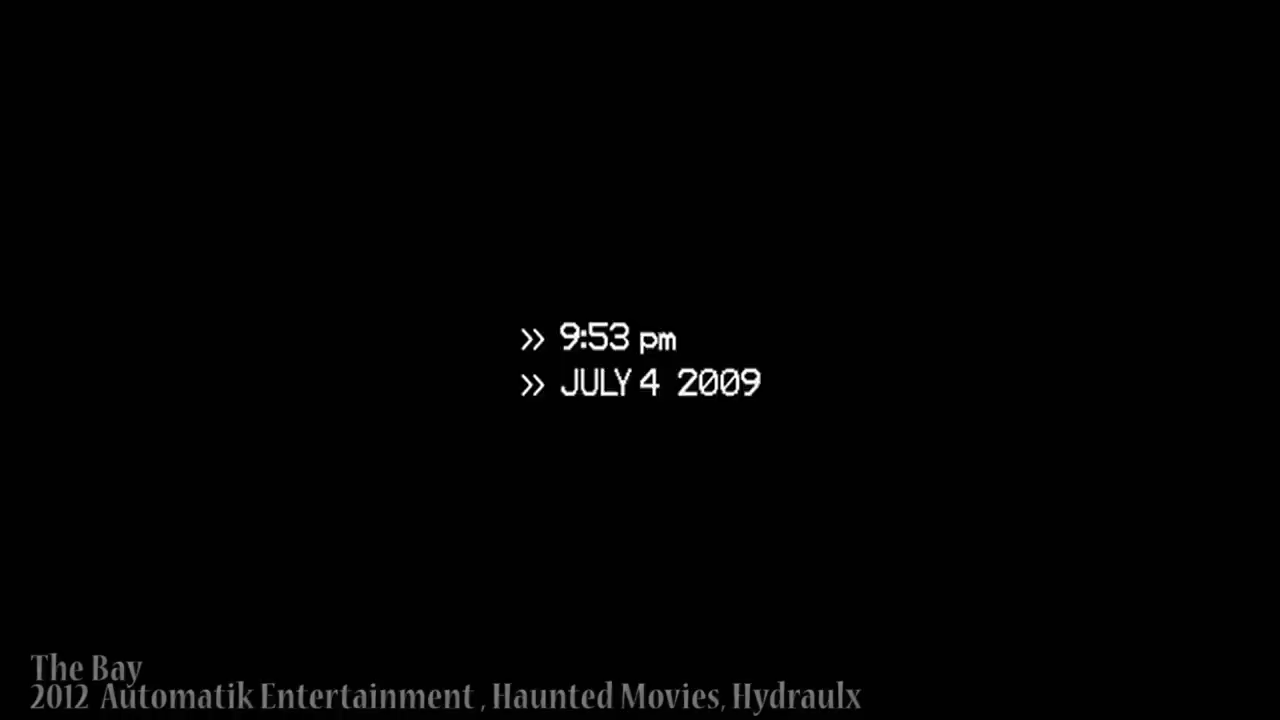 >> 9:53 pm
>> JULY 4 2009
The Bay
2012 Automatik Entertainment , Haunted Movies, Hydraulx